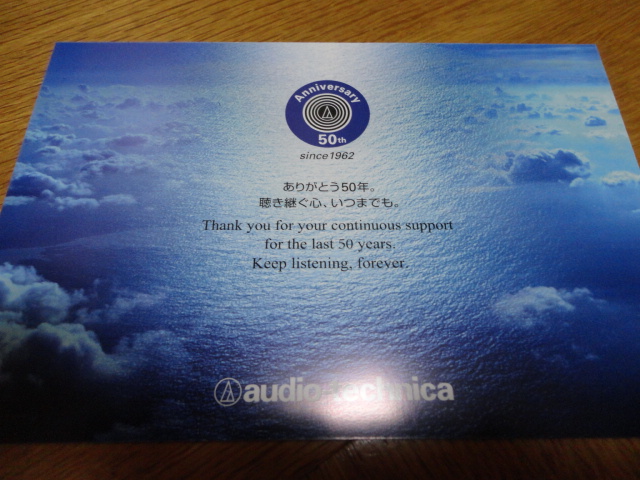 Anniversary
50th
since1962
ありがとう50年。
聴き継ぐ心、いつまでも。
Thank you for your continuous support
for the last 50 years.
Keep listening, forever.
audio-technica